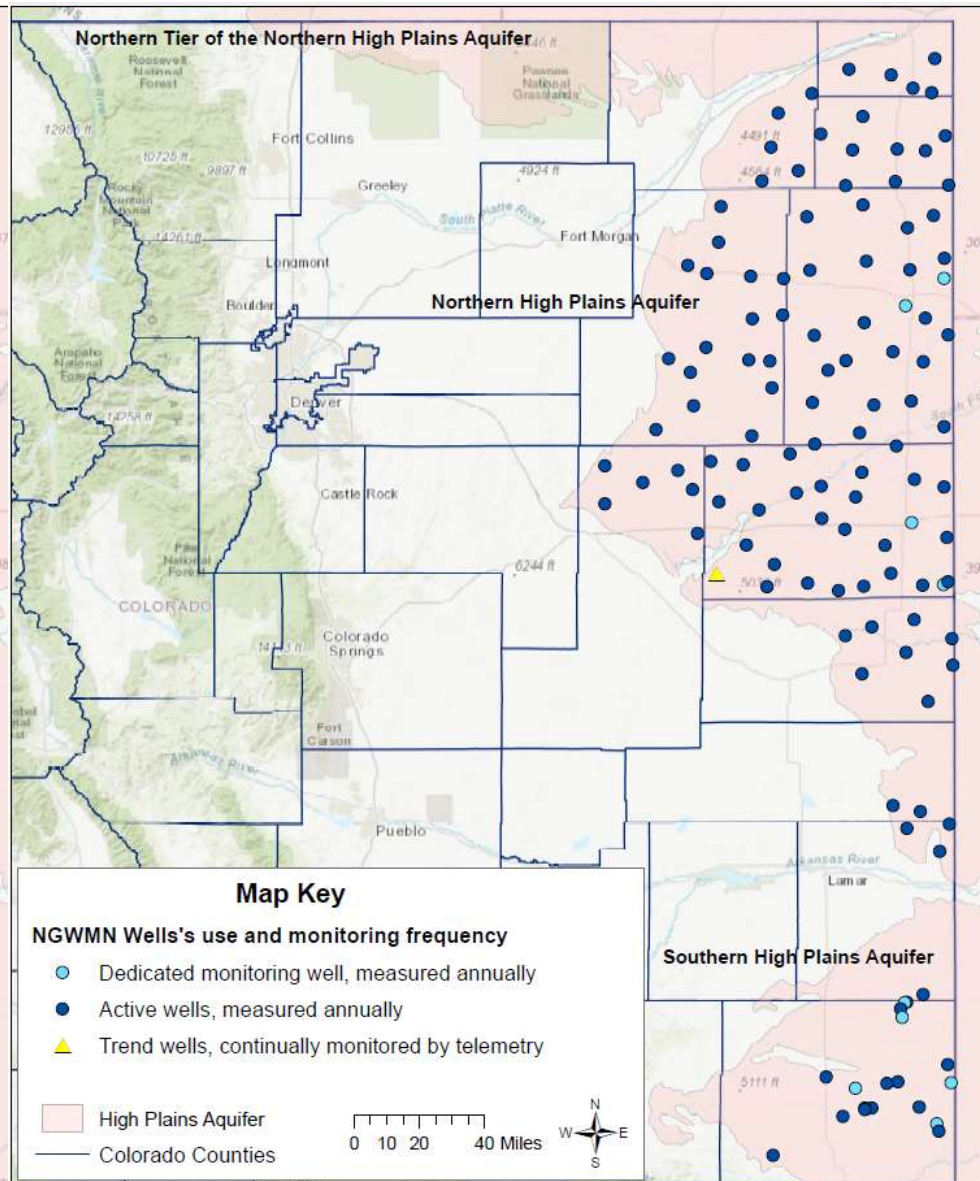 Northern Tier of the Northern High Plains Aquifer
Roosevelt
National
Forest
Pawnee
National
Grasslands
Fort Collins
10725 ft
9897 ft
4924 ft
4491 ft
4564 ft
Rocky
Mountain
National
Park
Greeley
South Platte River
Fort Morgan
14261 ft
Longmont
Boulder
Northern High Plains Aquifer
Arapaho
National
Forest
Denver
14258 ft
Castle Rock
National
Forest
6244 ft
COLORADO
Colorado
Springs
Fort
Carson
Arkansas River
Pueblo
Arkansas River
Lamar
Southern High Plains Aquifer
5111 ft
Map Key
NGWMN Wells's use and monitoring frequency
Dedicated monitoring well, measured annually
Active wells, measured annually
Trend wells, continually monitored by telemetry
High Plains Aquifer
Colorado Counties
0 10 20 40 Miles
N
W E
S